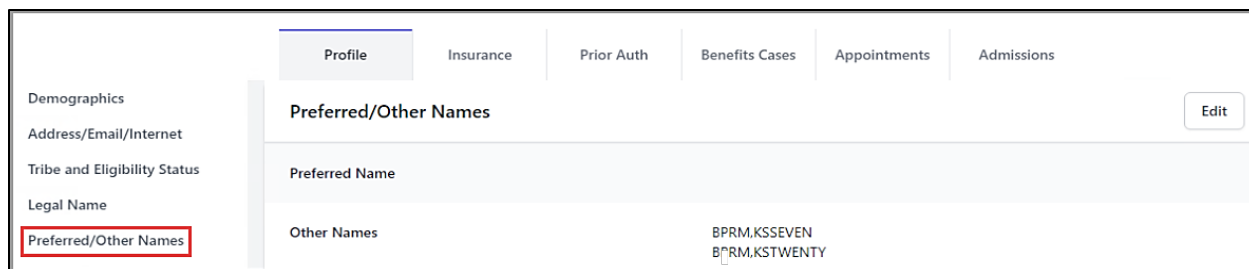 Profile
Insurance
Prior Auth
Benefits Cases
Appointments
Admissions
Demographics
Address/Email/Internet
Tribe and Eligibility Status
Legal Name
Preferred/Other Names
Preferred/Other Names
Edit
Preferred Name
Other Names
BPRM,KSSEVEN
BPRM,KSTWENTY